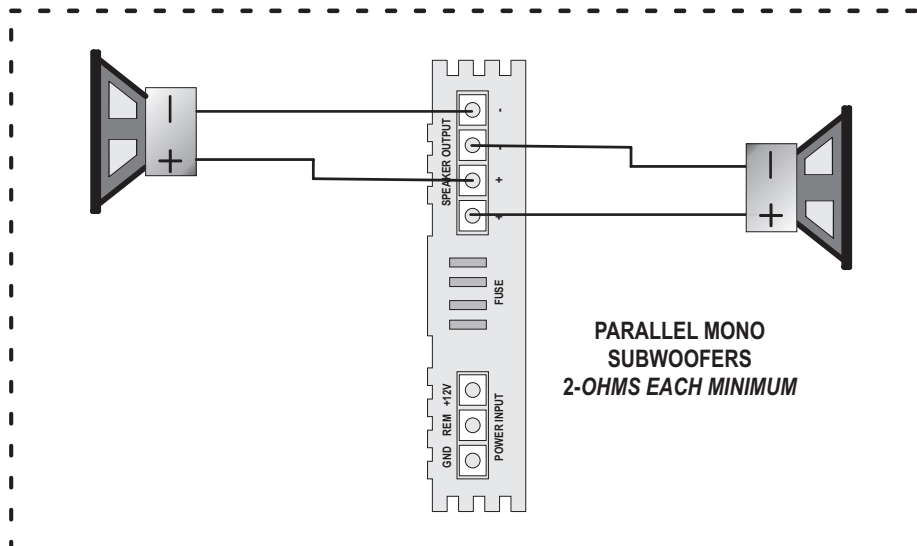 −
+
SPEAKER OUTPUT
-
-
+
+
−
+
FUSE
PARALLEL MONO
SUBWOOFERS
2-OHMS EACH MINIMUM
GND REM +12V
POWER INPUT